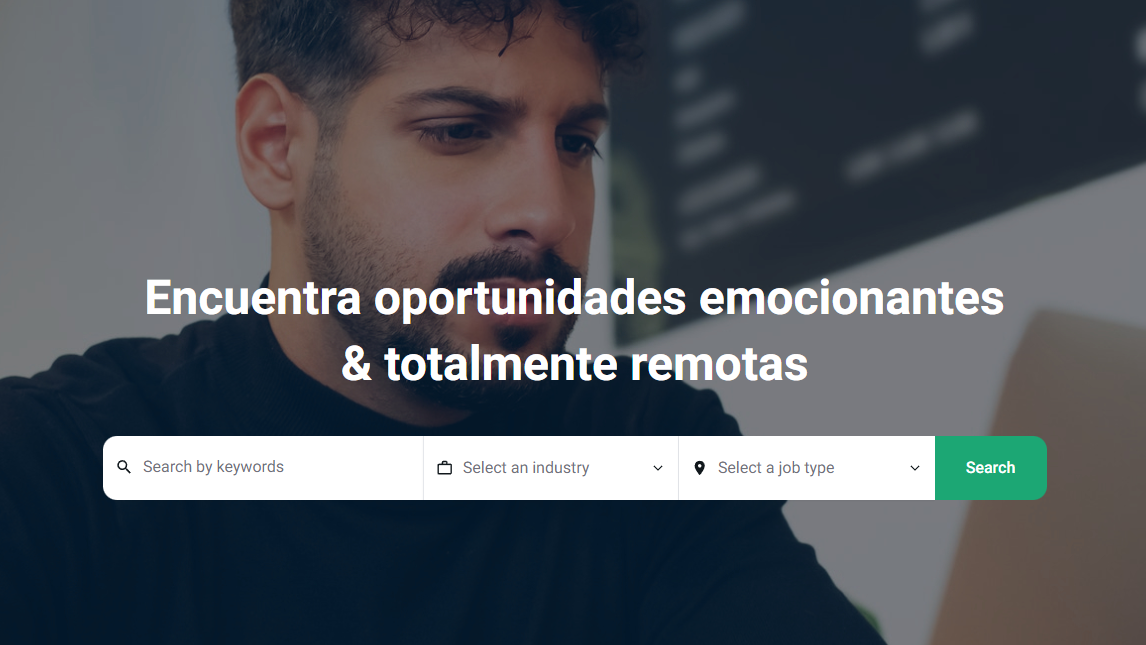 Encuentra oportunidades emocionantes
& totalmente remotas
Search by keywords
Select an industry
Select a job type
Search